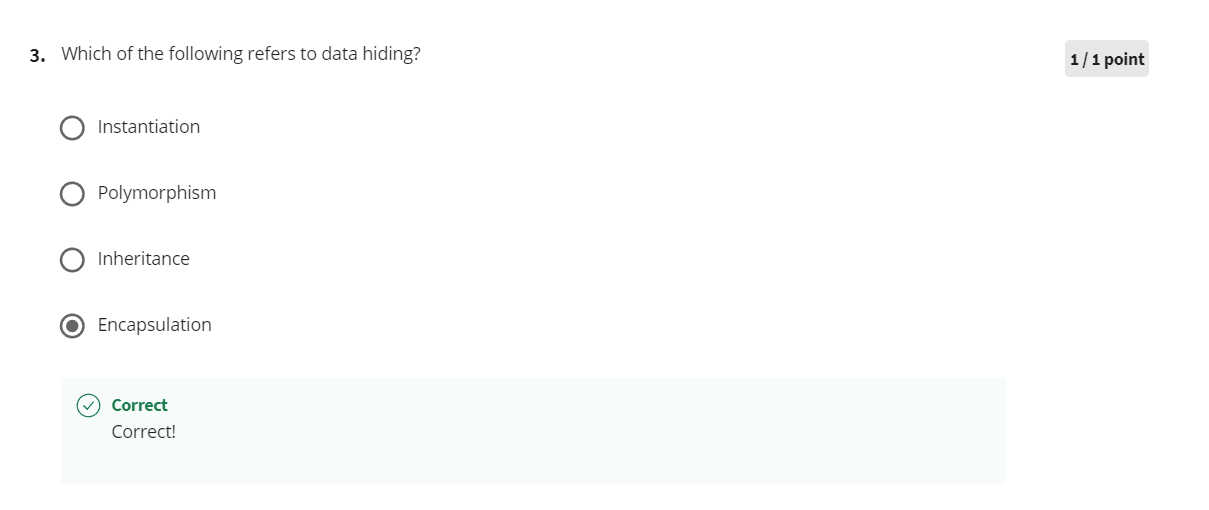 3. Which of the following refers to data hiding?
1 / 1 point
Instantiation
Polymorphism
Inheritance
Encapsulation
Correct
Correct!